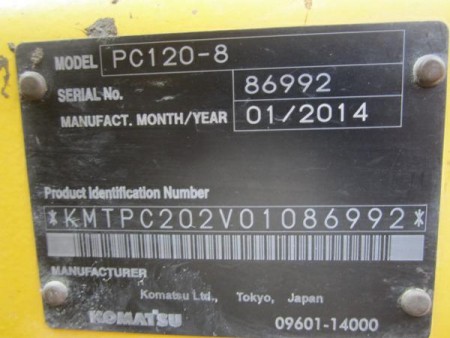 MODEL PC120-8
SERIAL No. 86992
MANUFACT. MONTH/YEAR 01/2014
Product Identification Number
*KMTPC202V01086992*
MANUFACTURER
Komatsu Ltd., Tokyo, Japan
KOMATSU 09601-14000